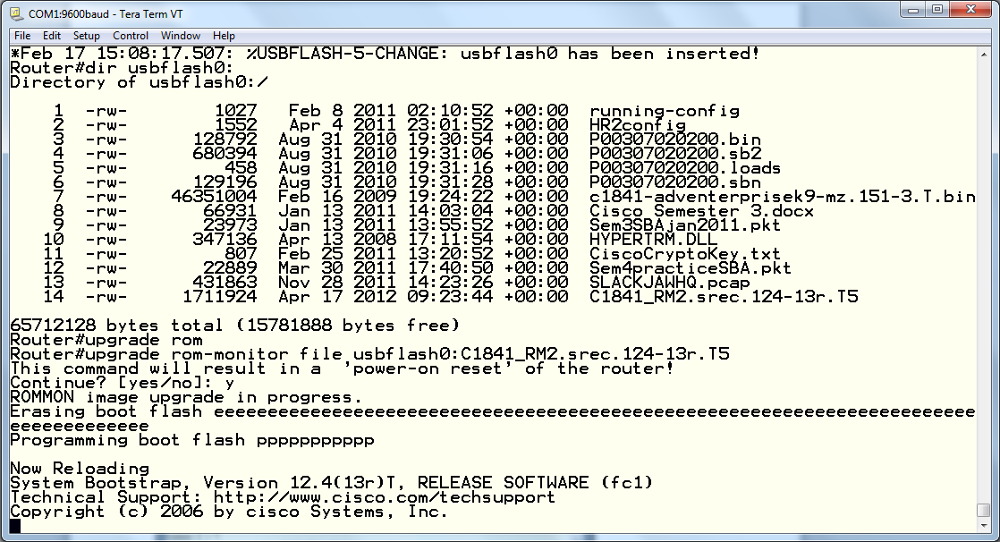 COM1:9600baud - Tera Term VT
File Edit Setup Control Window Help
*Feb 17 15:08:17.507: %USBFLASH-5-CHANGE: usbflash0 has been inserted!
Router#dir usbflash0:
Directory of usbflash0:/
1 -rw- 1027 Feb 8 2011 02:10:52 +00:00 running-config
2 -rw- 1552 Apr 4 2011 23:01:52 +00:00 HR2config
3 -rw- 128792 Aug 31 2010 19:30:54 +00:00 P00307020200.bin
4 -rw- 680394 Aug 31 2010 19:31:06 +00:00 P00307020200.sb2
5 -rw- 458 Aug 31 2010 19:31:16 +00:00 P00307020200.loads
6 -rw- 129196 Aug 31 2010 19:31:28 +00:00 P00307020200.sbn
7 -rw- 46351004 Feb 16 2009 19:24:22 +00:00 c1841-adventerprisek9-mz.151-3.T.bin
8 -rw- 66931 Jan 13 2011 14:03:04 +00:00 Cisco Semester 3.docx
9 -rw- 23973 Jan 13 2011 13:55:52 +00:00 Sem3SBAjan2011.pkt
10 -rw- 347136 Apr 13 2008 17:11:54 +00:00 HYPERTRM.DLL
11 -rw- 807 Feb 25 2011 13:20:52 +00:00 CiscoCryptoKey.txt
12 -rw- 22889 Mar 30 2011 17:40:50 +00:00 Sem4practiceSBA.pkt
13 -rw- 431863 Nov 28 2011 14:23:26 +00:00 SLACKJAWHQ.pcap
14 -rw- 1711924 Apr 17 2012 09:23:44 +00:00 C1841_RM2.srec.124-13r.T5
65712128 bytes total (15781888 bytes free)
Router#upgrade rom
Router#upgrade rom-monitor file usbflash0:C1841_RM2.srec.124-13r.T5
This command will result in a 'power-on reset' of the router!
Continue? [yes/no]: y
ROMMON image upgrade in progress.
Erasing boot flash eeeeeeeeeeeeeeeeeeeeeeeeeeeeeeeeeeeeeeeeeeeeeeeeeeeeeeeeeeeeeeeeeeeeeee
eeeeeeeeeeeee
Programming boot flash ppppppppppp
Now Reloading
System Bootstrap, Version 12.4(13r)T, RELEASE SOFTWARE (fc1)
Technical Support: http://www.cisco.com/techsupport
Copyright (c) 2006 by cisco Systems, Inc.